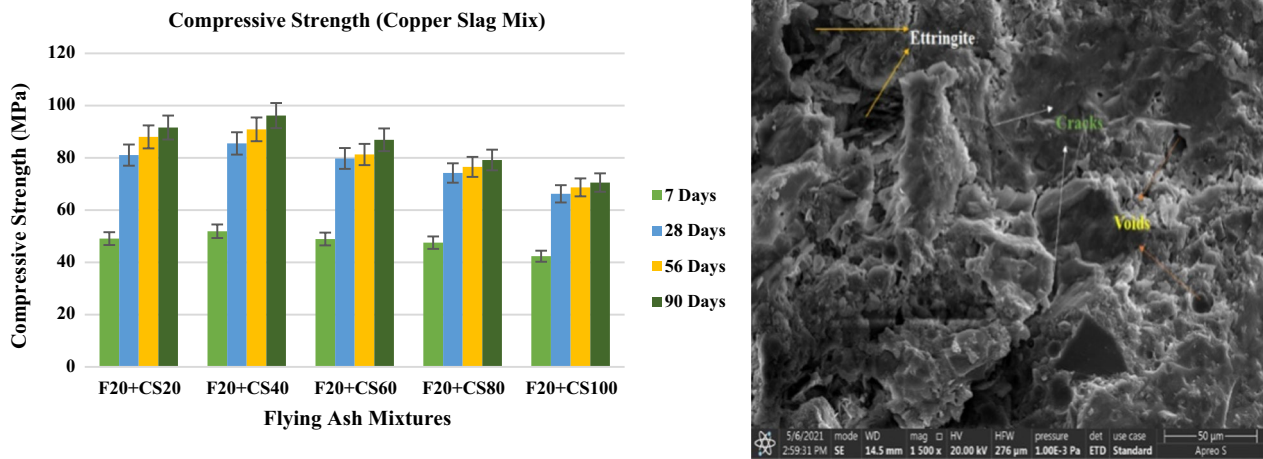 Compressive Strength (Copper Slag Mix)
Compressive Strength (MPa)
120
100
80
60
40
20
0
F20+CS20 F20+CS40 F20+CS60 F20+CS80 F20+CS100
Flying Ash Mixtures
7 Days
28 Days
56 Days
90 Days
Ettringite
Cracks
Voids
5/6/2021 mode WD mag □ HV HFW pressure det use case 50 µm
2:59:31 PM SE 14.5 mm 1 500 x 20.00 kV 276 µm 1.00E-3 Pa ETD Standard Apreo S